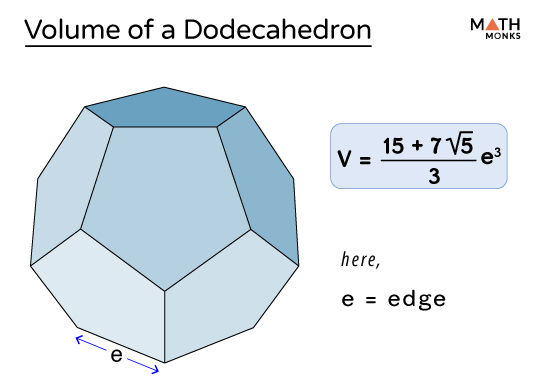 Volume of a Dodecahedron
MATH
MONKS
V = (15 + 7√5)/3 e³
here,
e = edge
e